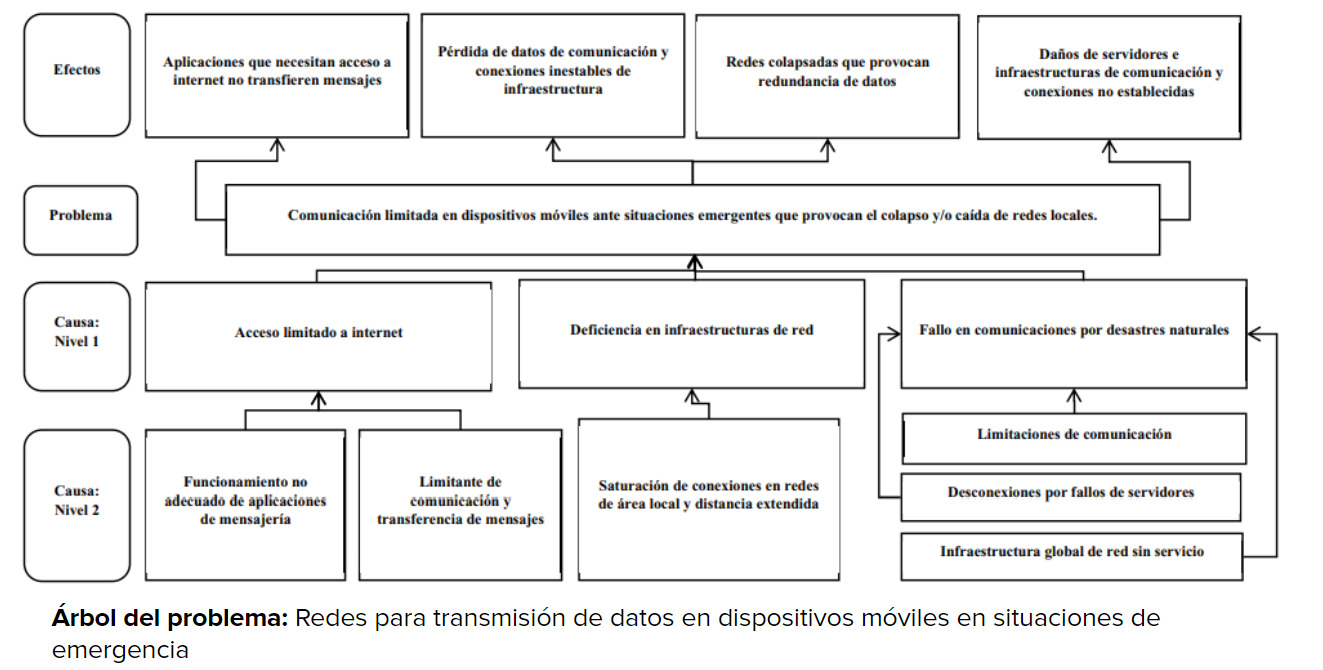 Efectos
Aplicaciones que necesitan acceso a
internet no transfieren mensajes
Pérdida de datos de comunicación y
conexiones inestables de
infraestructura
Redes colapsadas que provocan
redundancia de datos
Daños de servidores e
infraestructuras de comunicación y
conexiones no establecidas
Problema
Comunicación limitada en dispositivos móviles ante situaciones emergentes que provocan el colapso y/o caída de redes locales.
Causa:
Nivel 1
Acceso limitado a internet
Deficiencia en infraestructuras de red
Fallo en comunicaciones por desastres naturales
Causa:
Nivel 2
Funcionamiento no
adecuado de aplicaciones
de mensajería
Limitante de
comunicación y
transferencia de mensajes
Saturación de conexiones en redes
de área local y distancia extendida
Limitaciones de comunicación
Desconexiones por fallos de servidores
Infraestructura global de red sin servicio
Árbol del problema: Redes para transmisión de datos en dispositivos móviles en situaciones de
emergencia